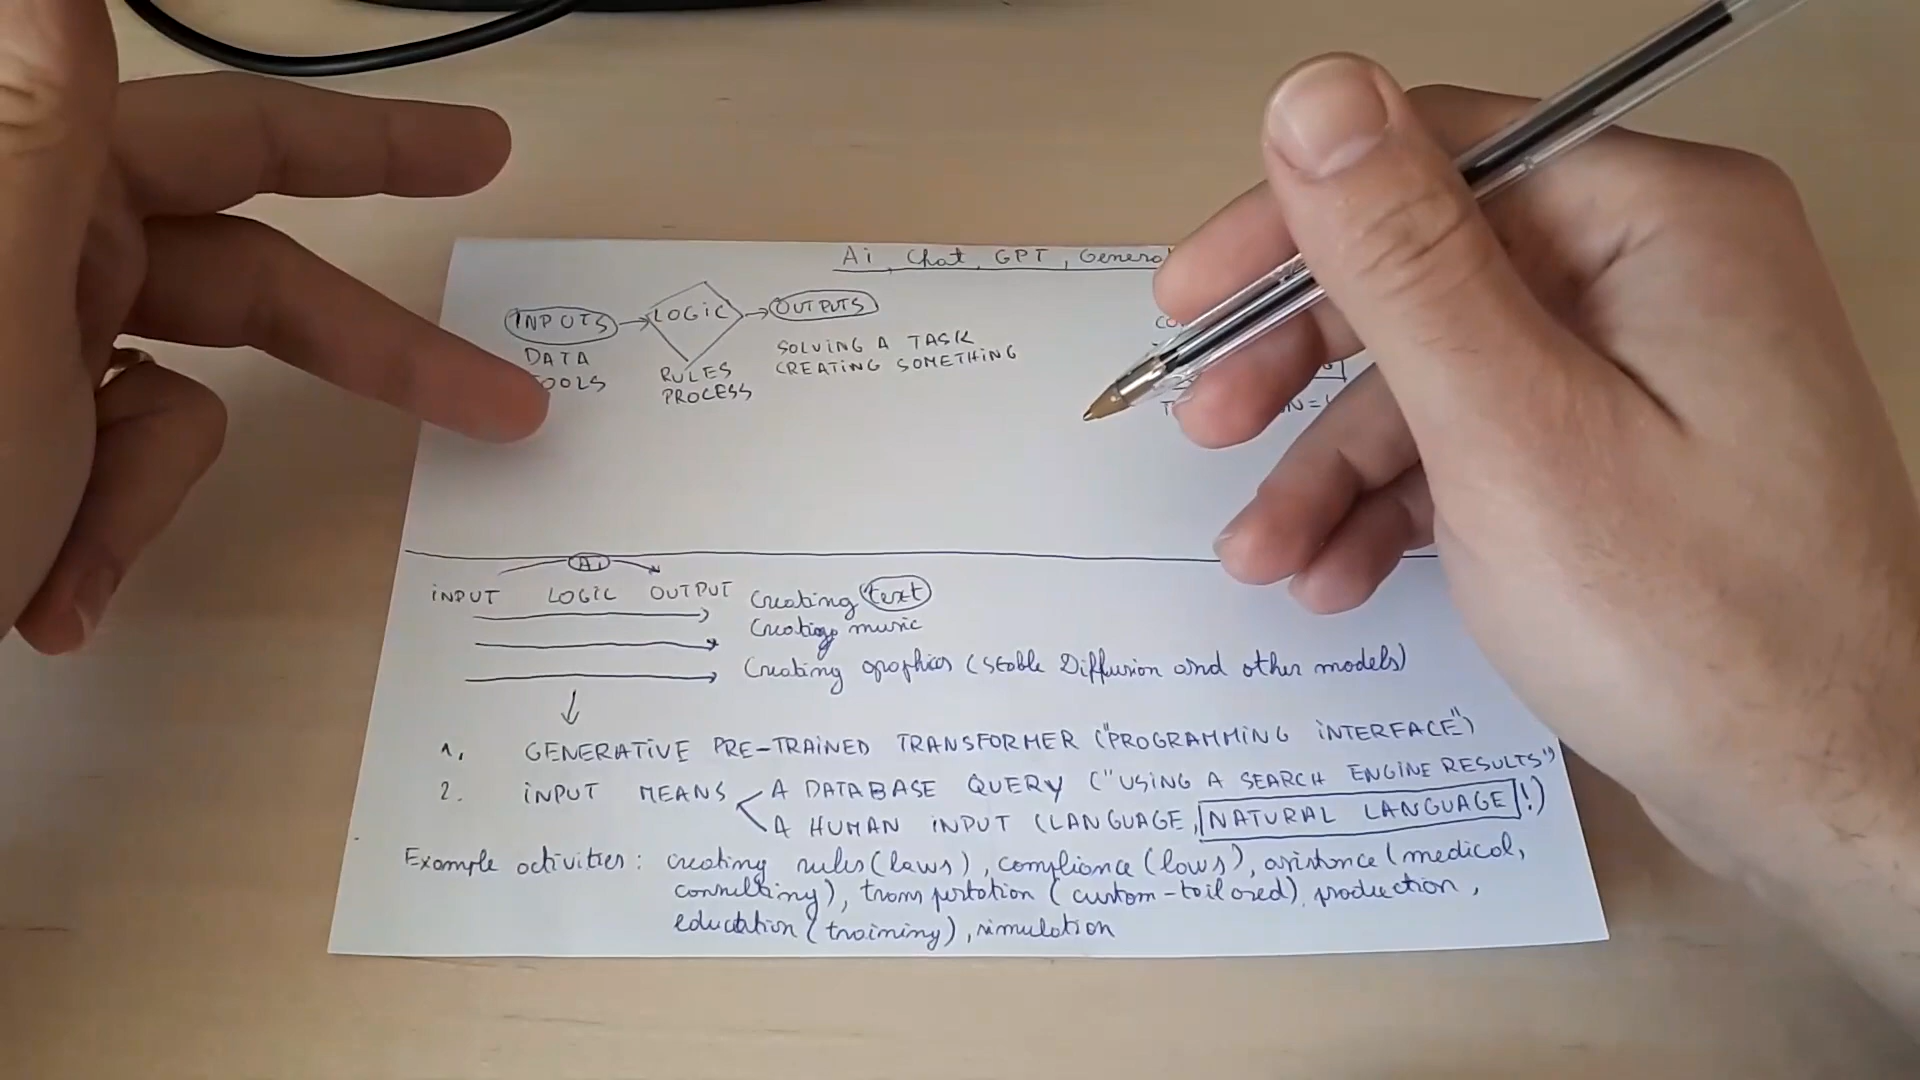 Ai, Chat GPT,
INPUTS → LOGIC → OUTPUTS
DATA
RULES
PROCESS
SOLVING A TASK
CREATING SOMETHING
Ai
INPUT LOGIC OUTPUT
Creating text
Creating music
Creating graphics (Stable Diffusion and other models)
1. GENERATIVE PRE-TRAINED TRANSFORMER ("PROGRAMMING INTERFACE")
2. INPUT MEANS A DATABASE QUERY ("USING A SEARCH ENGINE RESULTS")
A HUMAN INPUT (LANGUAGE, NATURAL LANGUAGE!)
Example activities: creating rules (laws), compliance (laws), assistance (medical,
consulting), transportation (custom-tailored), production,
education (training), simulation